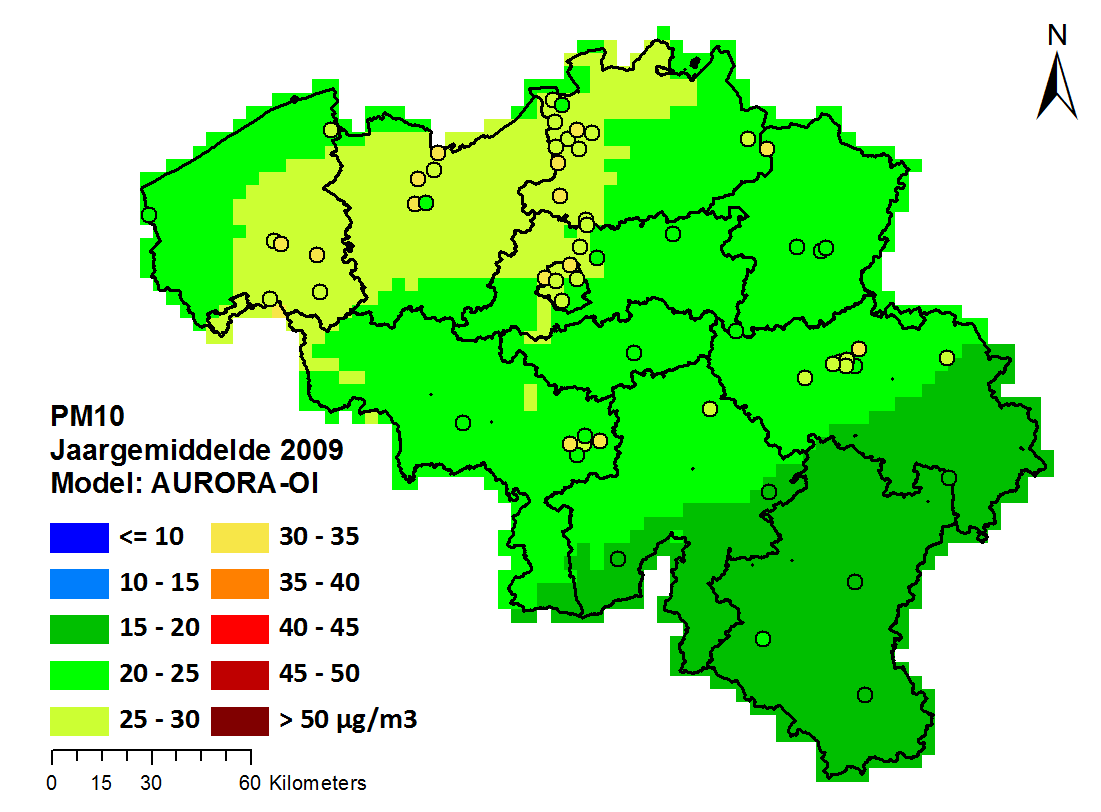 N
PM10
Jaargemiddelde 2009
Model: AURORA-OI
<= 10 30 - 35
10 - 15 35 - 40
15 - 20 40 - 45
20 - 25 45 - 50
25 - 30 > 50 µg/m3
0 15 30 60 Kilometers